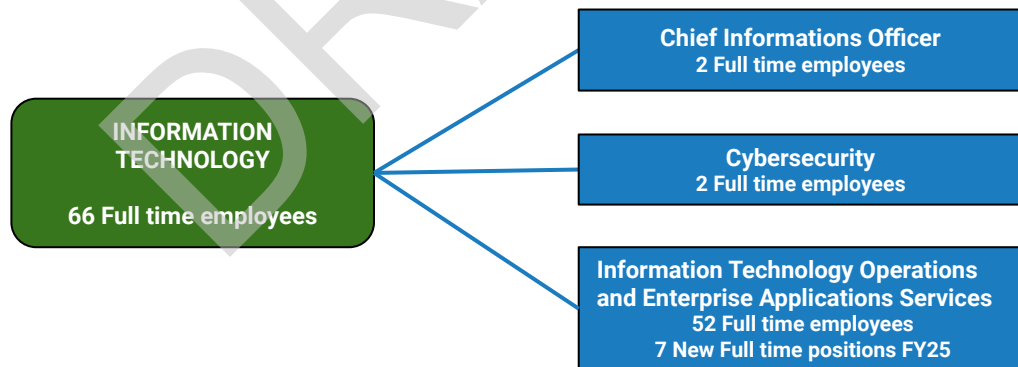 INFORMATION
TECHNOLOGY
66 Full time employees
Chief Informations Officer
2 Full time employees
Cybersecurity
2 Full time employees
Information Technology Operations
and Enterprise Applications Services
52 Full time employees
7 New Full time positions FY25